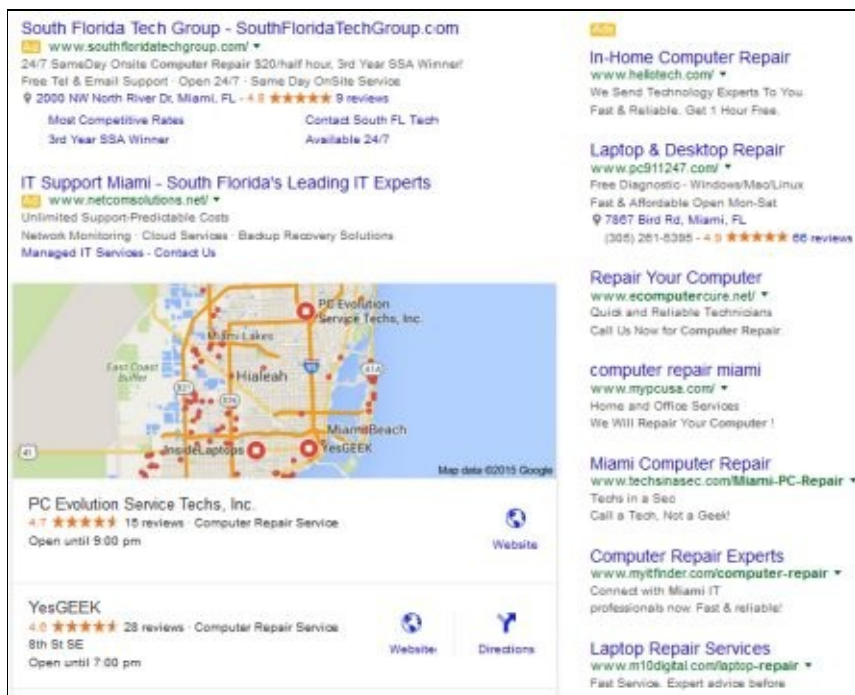 South Florida Tech Group - SouthFloridaTechGroup.com
Ad www.southfloridatechgroup.com/
24/7 SameDay Onsite Computer Repair $20/half hour, 3rd Year SSA Winner!
Free Tel & Email Support · Open 24/7 · Same Day OnSite Service
2000 NW North River Dr, Miami, FL - 4.8 9 reviews
Most Competitive Rates
Contact South FL Tech
3rd Year SSA Winner
Available 24/7
IT Support Miami - South Florida's Leading IT Experts
Ad www.netcomsolutions.net/
Unlimited Support-Predictable Costs
Network Monitoring · Cloud Services · Backup Recovery Solutions
Managed IT Services - Contact Us
PC Evolution
Service Techs, Inc.
Miami Lakes
East Coast
Buffer
Hialeah
95
41A
821
826
Miami Beach
InsideLaptops
YesGEEK
41
Map data ©2015 Google
PC Evolution Service Techs, Inc.
4.7 15 reviews · Computer Repair Service
Open until 9:00 pm
Website
YesGEEK
28 reviews · Computer Repair Service
8th St SE
Open until 7:00 pm
Website
Directions
Ads
In-Home Computer Repair
www.hellotech.com/
We Send Technology Experts To You
Fast & Reliable. Get 1 Hour Free.
Laptop & Desktop Repair
www.pc911247.com/
Free Diagnostic - Windows/Mac/Linux
Fast & Affordable Open Mon-Sat
7867 Bird Rd, Miami, FL
(305) 261-6395 - 4.9 66 reviews
Repair Your Computer
www.ecomputercure.net/
Quick and Reliable Technicians
Call Us Now for Computer Repair
computer repair miami
www.mypcusa.com/
Home and Office Services
We Will Repair Your Computer !
Miami Computer Repair
www.techsinasec.com/Miami-PC-Repair
Techs in a Sec
Call a Tech, Not a Geek!
Computer Repair Experts
www.myitfinder.com/computer-repair
Connect with Miami IT
professionals now. Fast & reliable!
Laptop Repair Services
www.m10digital.com/laptop-repair
Fast Service. Expert advice before